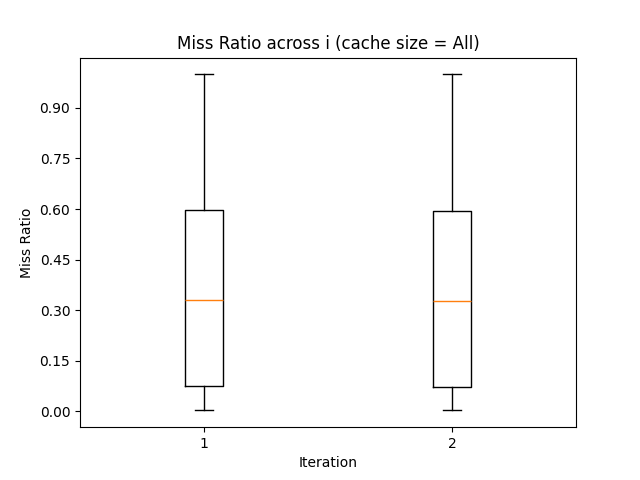 Miss Ratio across i (cache size = All)
Miss Ratio
0.90
0.75
0.60
0.45
0.30
0.15
0.00
1 2
Iteration